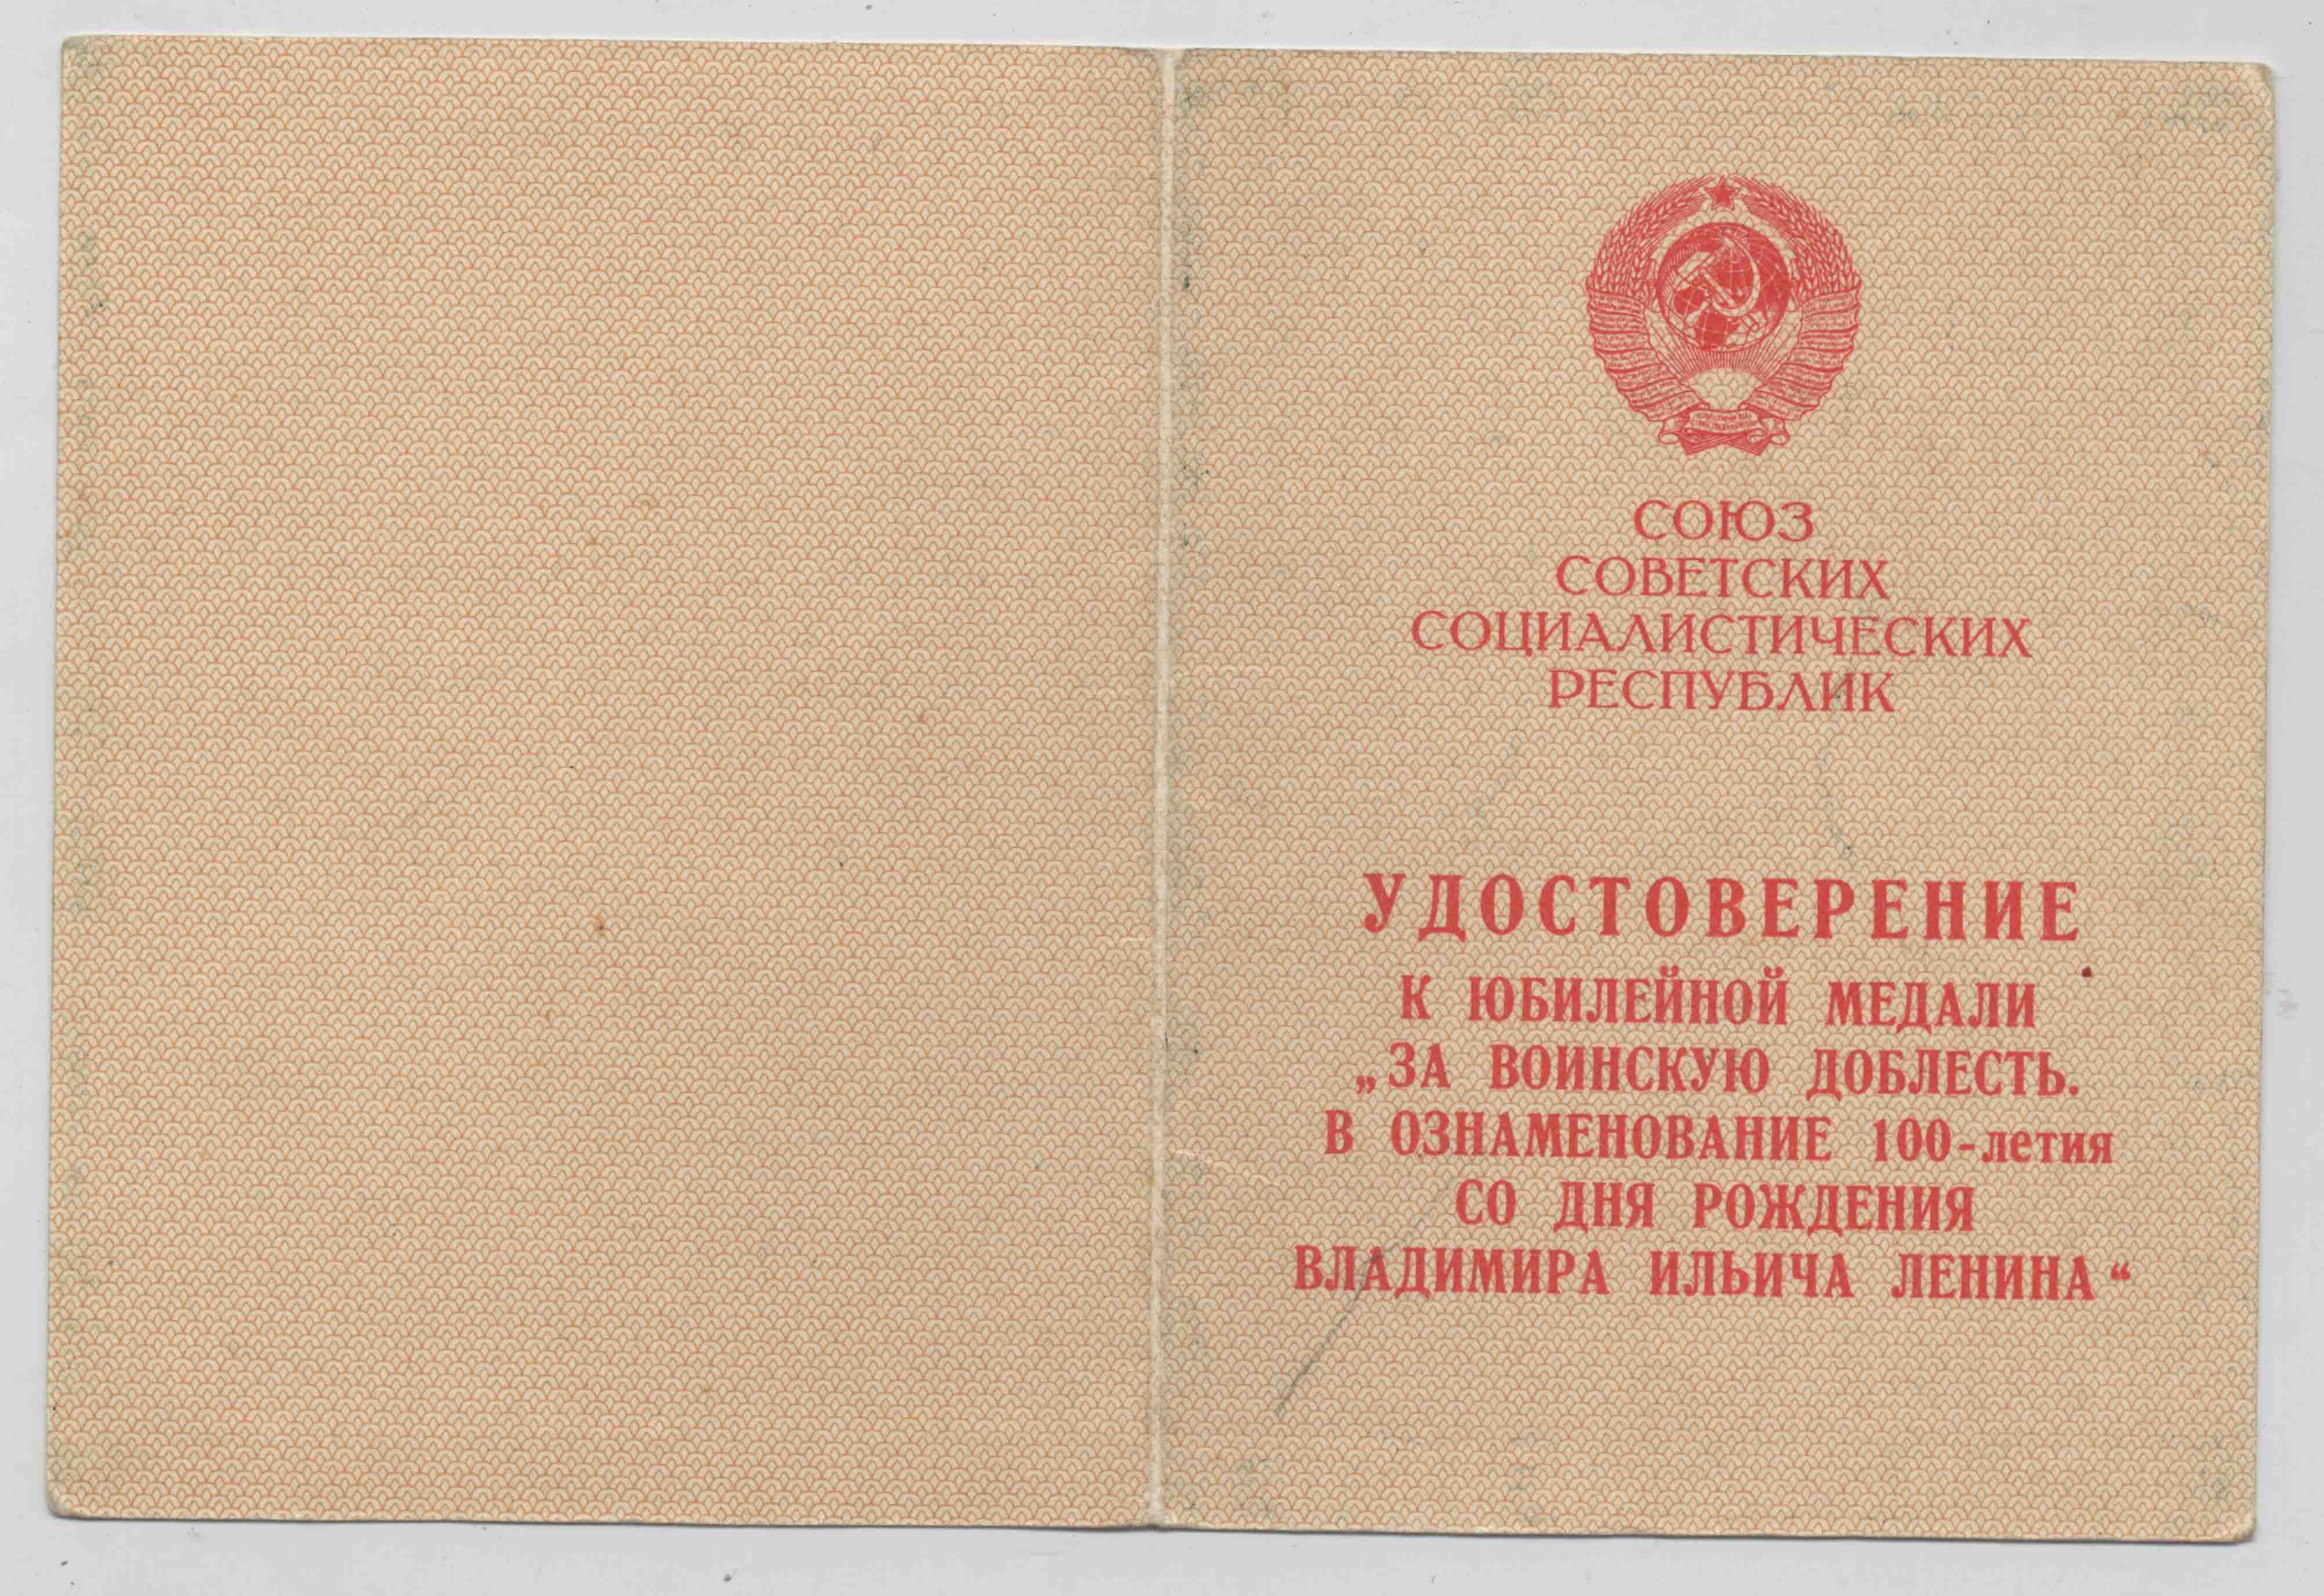 СОЮЗ
СОВЕТСКИХ
СОЦИАЛИСТИЧЕСКИХ
РЕСПУБЛИК
УДОСТОВЕРЕНИЕ
К ЮБИЛЕЙНОЙ МЕДАЛИ
„ЗА ВОИНСКУЮ ДОБЛЕСТЬ.
В ОЗНАМЕНОВАНИЕ 100-летия
СО ДНЯ РОЖДЕНИЯ
ВЛАДИМИРА ИЛЬИЧА ЛЕНИНА“